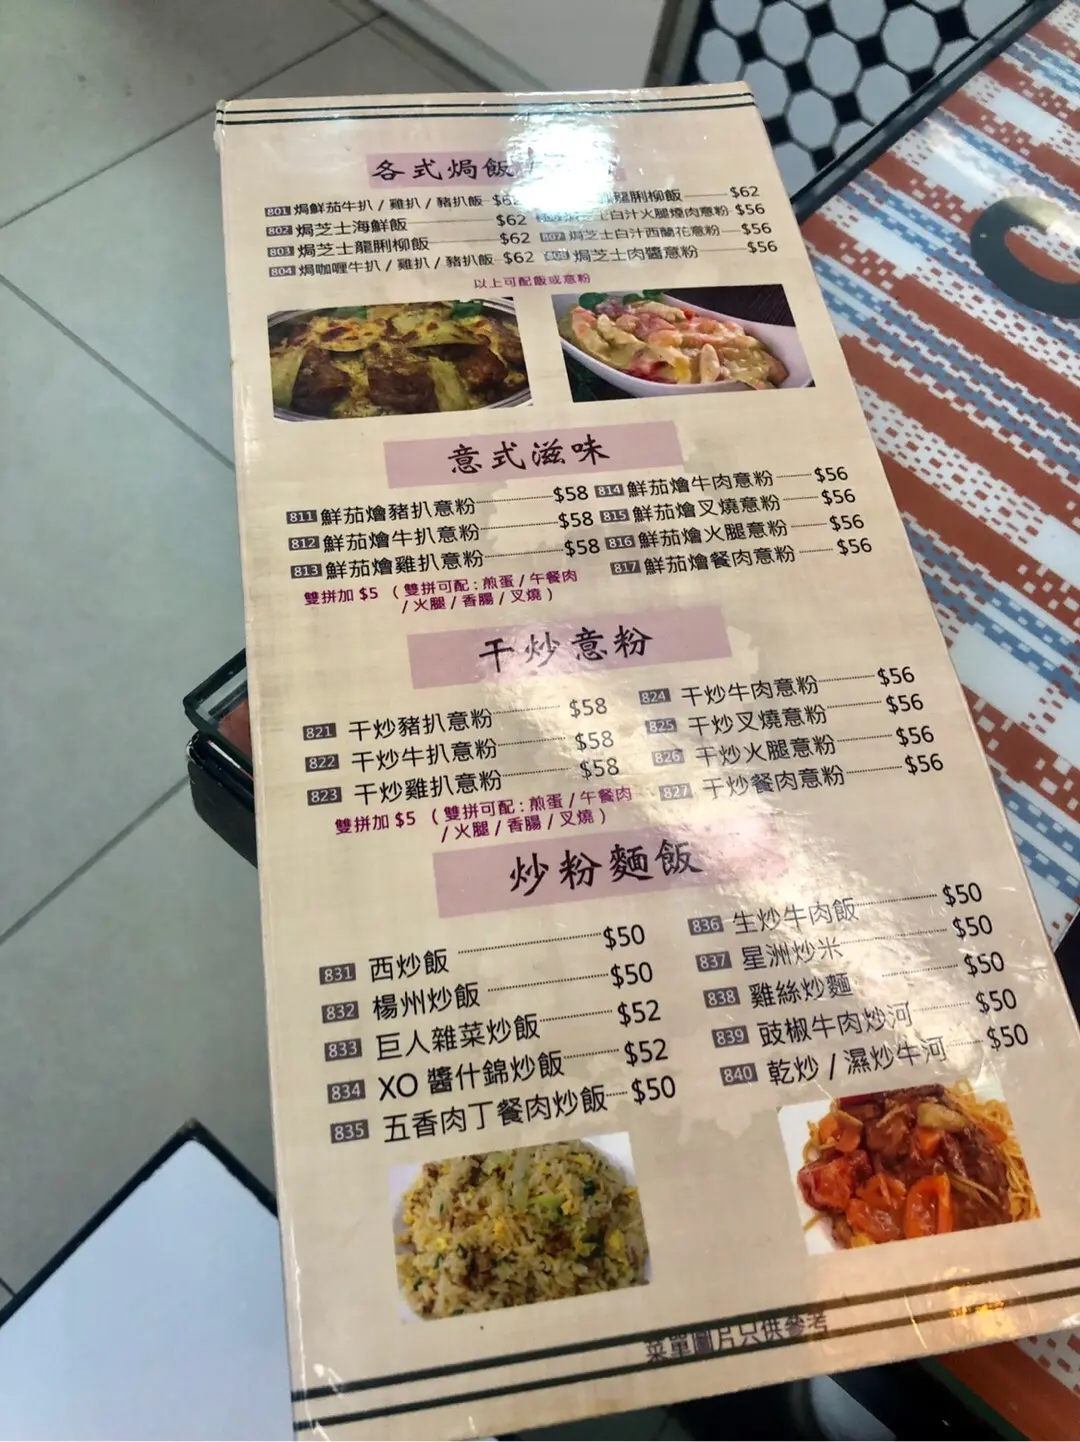 各式焗飯
801 焗鮮茄牛扒 / 雞扒 / 豬扒飯 $62
802 焗芝士海鮮飯 $62
803 焗芝士龍脷柳飯 $62
804 焗咖喱牛扒 / 雞扒 / 豬扒飯 $62
龍脷柳飯 $62
芝士白汁火腿煙肉意粉 $56
807 焗芝士白汁西蘭花意粉 $56
808 焗芝士肉醬意粉 $56
以上可配飯或意粉
意式滋味
811 鮮茄燴豬扒意粉 $58
812 鮮茄燴牛扒意粉 $58
813 鮮茄燴雞扒意粉 $58
雙拼加 $5 ( 雙拼可配 : 煎蛋 / 午餐肉
/ 火腿 / 香腸 / 叉燒 )
814 鮮茄燴牛肉意粉 $56
815 鮮茄燴叉燒意粉 $56
816 鮮茄燴火腿意粉 $56
817 鮮茄燴餐肉意粉 $56
干炒意粉
821 干炒豬扒意粉 $58
822 干炒牛扒意粉 $58
823 干炒雞扒意粉 $58
雙拼加 $5 ( 雙拼可配 : 煎蛋 / 午餐肉
/ 火腿 / 香腸 / 叉燒 )
824 干炒牛肉意粉 $56
825 干炒叉燒意粉 $56
826 干炒火腿意粉 $56
827 干炒餐肉意粉 $56
炒粉麵飯
831 西炒飯 $50
832 楊州炒飯 $50
833 巨人雜菜炒飯 $52
834 XO 醬什錦炒飯 $52
835 五香肉丁餐肉炒飯 $50
836 生炒牛肉飯 $50
837 星洲炒米 $50
838 雞絲炒麵 $50
839 豉椒牛肉炒河 $50
840 乾炒 / 濕炒牛河 $50
菜單圖片只供參考